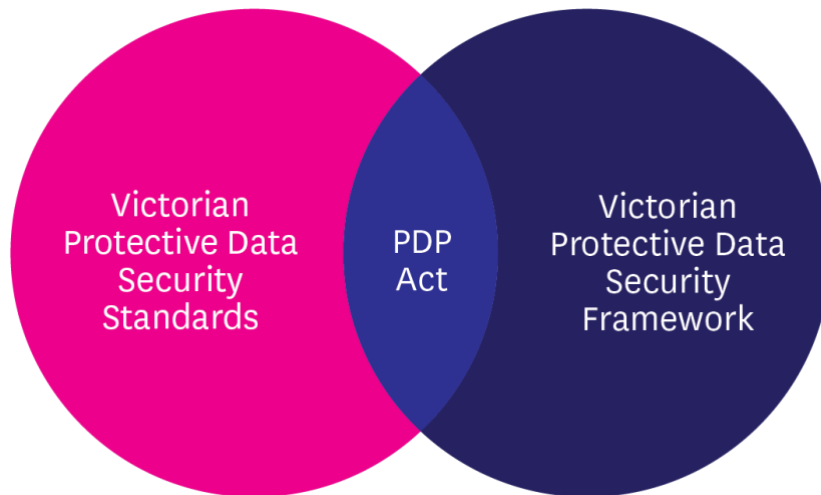 Victorian
Protective Data
Security
Standards
PDP
Act
Victorian
Protective Data
Security
Framework